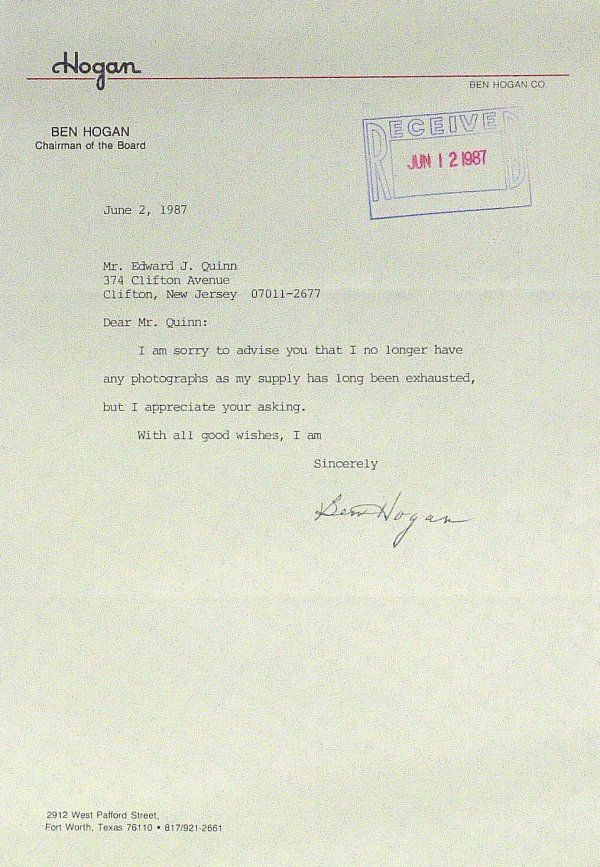 Hogan
BEN HOGAN CO.
BEN HOGAN
Chairman of the Board
RECEIVED
JUN 12 1987
June 2, 1987
Mr. Edward J. Quinn
374 Clifton Avenue
Clifton, New Jersey 07011-2677
Dear Mr. Quinn:
I am sorry to advise you that I no longer have
any photographs as my supply has long been exhausted,
but I appreciate your asking.
With all good wishes, I am
Sincerely
Ben Hogan
2912 West Pafford Street,
Fort Worth, Texas 76110 • 817/921-2661